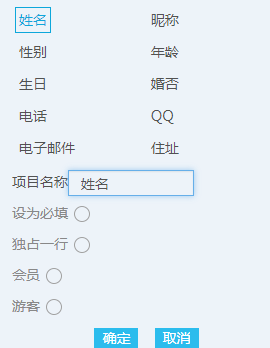 姓名 昵称
性别 年龄
生日 婚否
电话 QQ
电子邮件 住址
项目名称 姓名
设为必填
独占一行
会员
游客
确定 取消